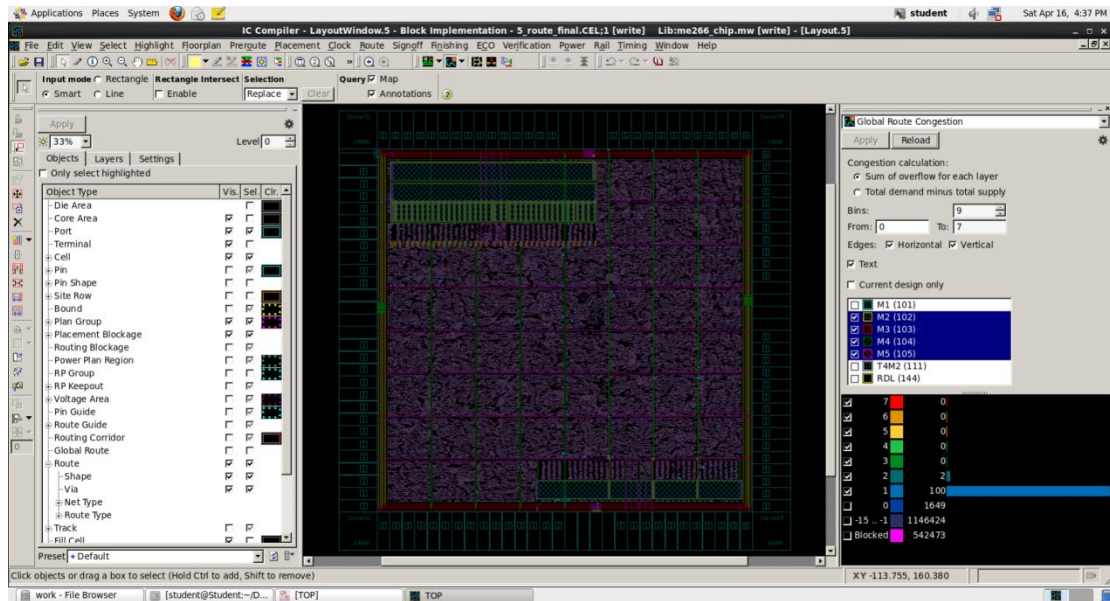 Applications Places System student Sat Apr 16, 4:37 PM
IC Compiler - LayoutWindow.5 - Block Implementation - 5_route_final.CEL;1 [write] Lib:me266_chip.mw [write] - [Layout.5]
File Edit View Select Highlight Floorplan Preroute Placement Clock Route Signoff Finishing ECO Verification Power Rail Timing Window Help
Input mode Rectangle Rectangle Intersect Selection Query Map
Smart Line Enable Replace Clear Annotations
Apply
33% Level 0
Objects Layers Settings
Only select highlighted
Object Type Vis. Sel. Clr.
Die Area
Core Area
Port
Terminal
Cell
Pin
Pin Shape
Site Row
Bound
Plan Group
Placement Blockage
Routing Blockage
Power Plan Region
RP Group
RP Keepout
Voltage Area
Pin Guide
Route Guide
Routing Corridor
Global Route
Route
Shape
Via
Net Type
Route Type
Track
Fill Cell
Preset Default
Global Route Congestion
Apply Reload
Congestion calculation:
Sum of overflow for each layer
Total demand minus total supply
Bins: 9
From: 0 To: 7
Edges: Horizontal Vertical
Text
Current design only
M1 (101)
M2 (102)
M3 (103)
M4 (104)
M5 (105)
T4M2 (111)
RDL (144)
7 0
6 0
5 0
4 0
3 0
2 2
1 100
0 1649
-15 .. -1 1146424
Blocked 542473
Click objects or drag a box to select (Hold Ctrl to add, Shift to remove) XY -113.755, 160.380
work - File Browser [student@Student:~/D... [TOP] TOP